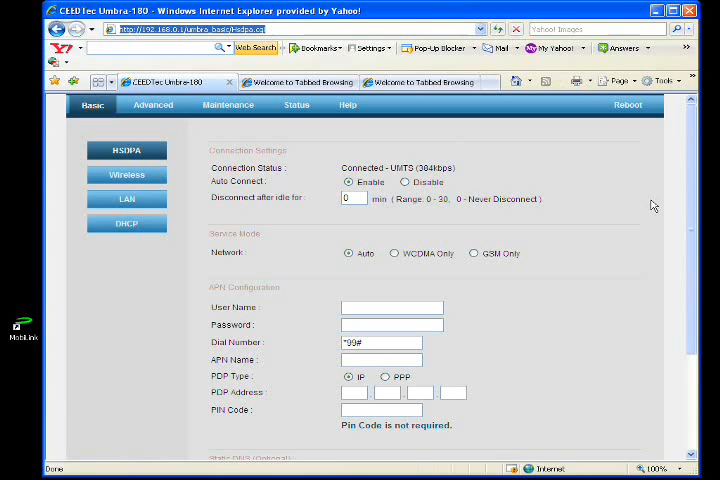 CEEDTec Umbra-180 - Windows Internet Explorer provided by Yahoo!
http://192.168.0.1/umbra_basic/Hsdpa.cgi
Yahoo! Images
Web Search
Bookmarks
Settings
Pop-Up Blocker
Mail
My Yahoo!
Answers
CEEDTec Umbra-180
Welcome to Tabbed Browsing
Welcome to Tabbed Browsing
Page
Tools
Basic
Advanced
Maintenance
Status
Help
Reboot
HSDPA
Wireless
LAN
DHCP
Connection Settings
Connection Status : Connected - UMTS (384kbps)
Auto Connect : Enable Disable
Disconnect after idle for : 0 min ( Range: 0 - 30, 0 - Never Disconnect )
Service Mode
Network : Auto WCDMA Only GSM Only
APN Configuration
User Name :
Password :
Dial Number : *99#
APN Name :
PDP Type : IP PPP
PDP Address : . . .
PIN Code :
Pin Code is not required.
Static DNS (Optional)
MobiLink
Done
Internet
100%